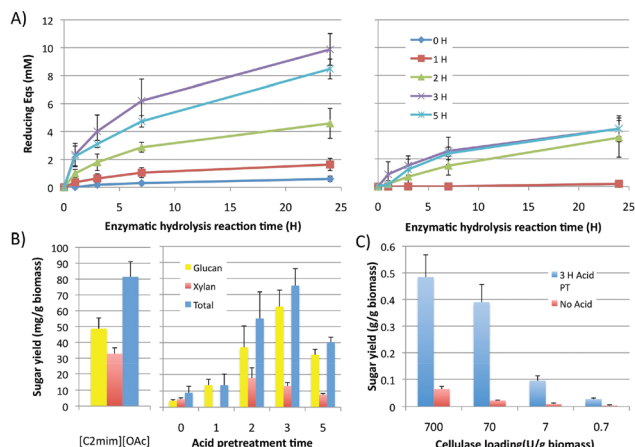 A)
Reducing Eqs (mM)
12
10
8
6
4
2
0
0 5 10 15 20 25
Enzymatic hydrolysis reaction time (H)
0 H
1 H
2 H
3 H
5 H
0 5 10 15 20 25
Enzymatic hydrolysis reaction time (H)
B)
Sugar yield (mg/g biomass)
100
90
80
70
60
50
40
30
20
10
0
[C2mim][OAc]
Glucan
Xylan
Total
0 1 2 3 5
Acid pretreatment time
C)
Sugar yield (g/g biomass)
0.6
0.5
0.4
0.3
0.2
0.1
0
3 H Acid
PT
No Acid
700 70 7 0.7
Cellulase loading(U/g biomass)